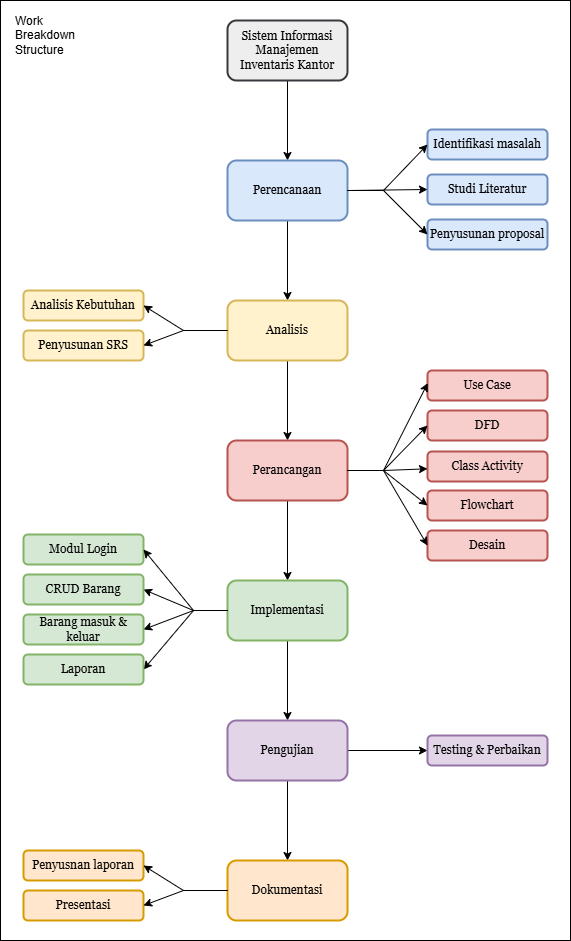 Work
Breakdown
Structure
Sistem Informasi
Manajemen
Inventaris Kantor
Perencanaan
Identifikasi masalah
Studi Literatur
Penyusunan proposal
Analisis
Analisis Kebutuhan
Penyusunan SRS
Perancangan
Use Case
DFD
Class Activity
Flowchart
Desain
Implementasi
Modul Login
CRUD Barang
Barang masuk &
keluar
Laporan
Pengujian
Testing & Perbaikan
Dokumentasi
Penyusnan laporan
Presentasi